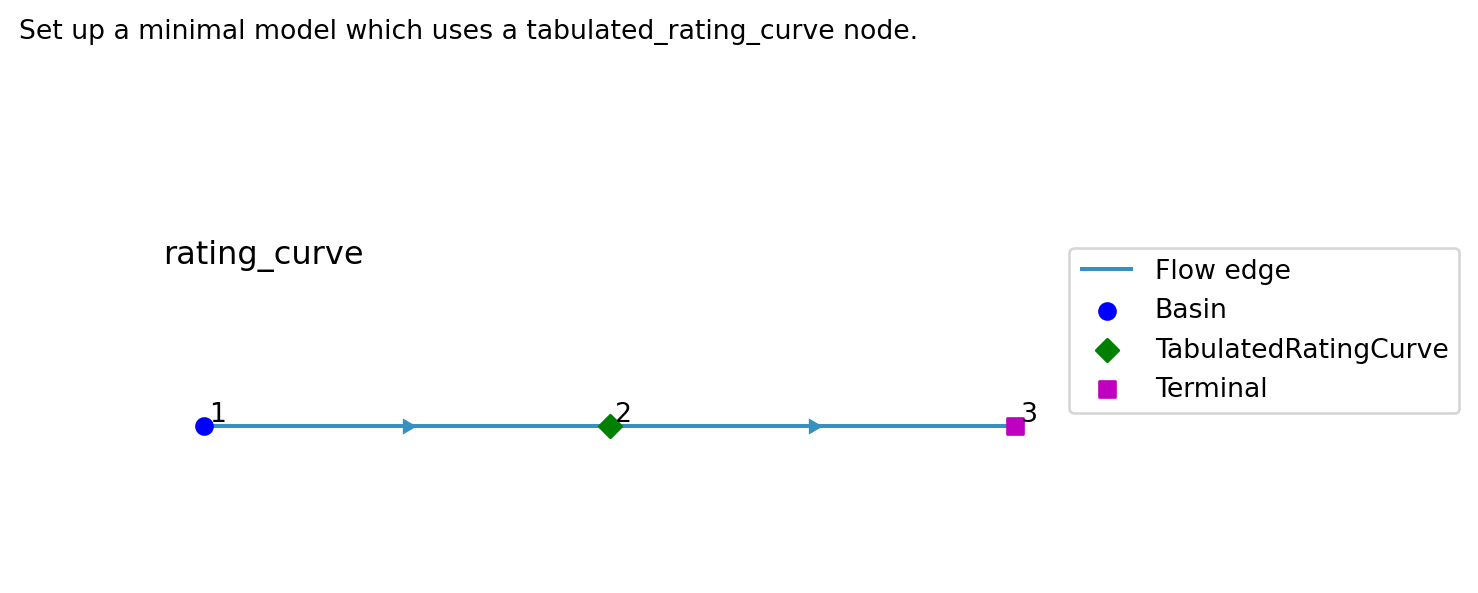 Set up a minimal model which uses a tabulated_rating_curve node.
rating_curve
Flow edge
Basin
TabulatedRatingCurve
Terminal
1
2
3